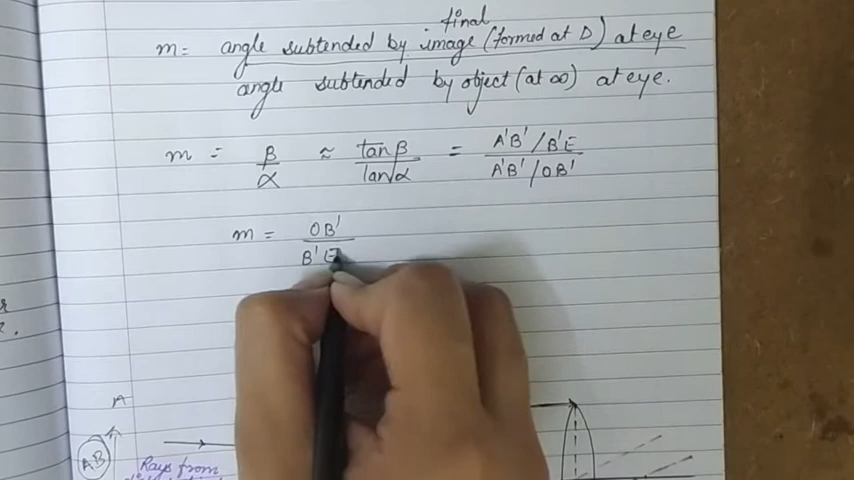 final
m= angle subtended by image (formed at D) at eye
angle subtended by object (at ∞) at eye.
m = β/α ≈ tanβ/tanα = A'B'/B'E / A'B'/OB'
m = OB'/B'E
A
AB
Rays from